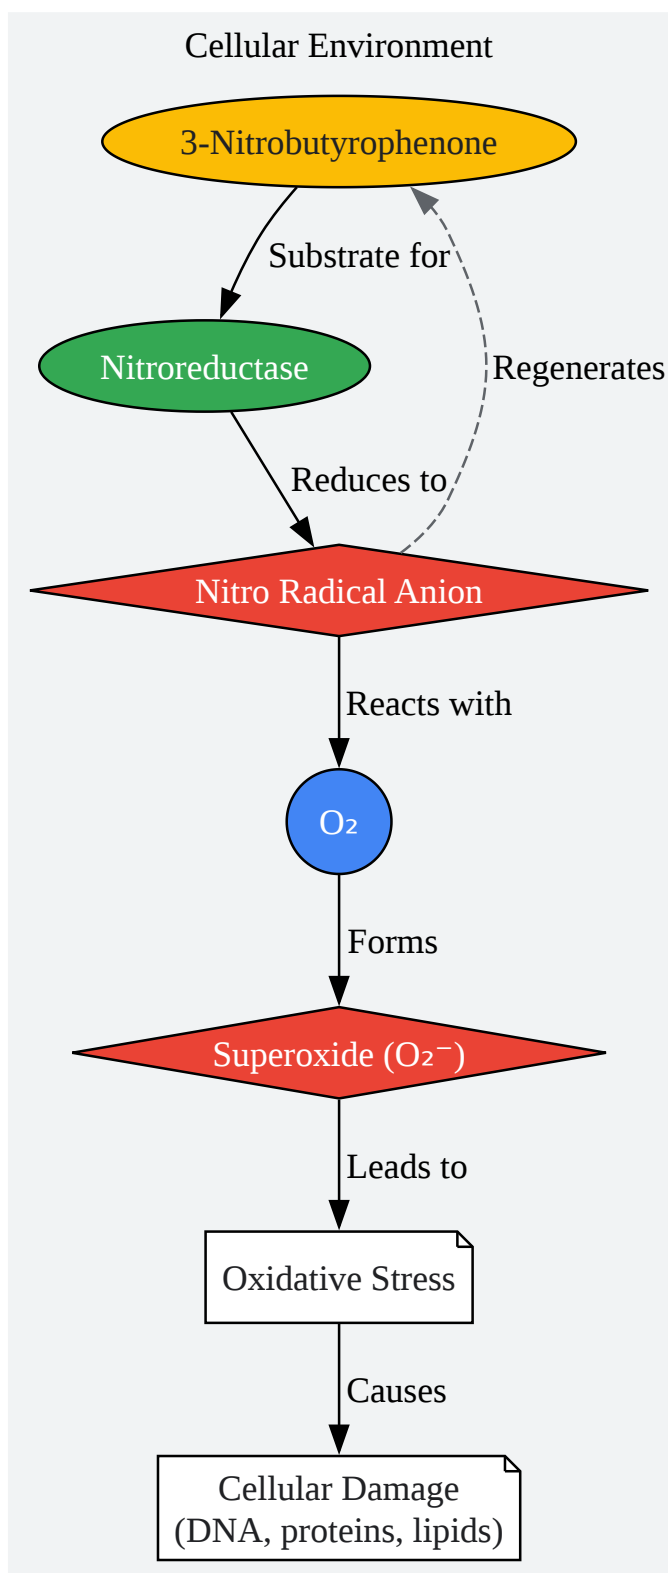 Cellular Environment
3-Nitrobutyrophenone
Substrate for
Nitroreductase
Regenerates
Reduces to
Nitro Radical Anion
Reacts with
O₂
Forms
Superoxide (O₂⁻)
Leads to
Oxidative Stress
Causes
Cellular Damage
(DNA, proteins, lipids)